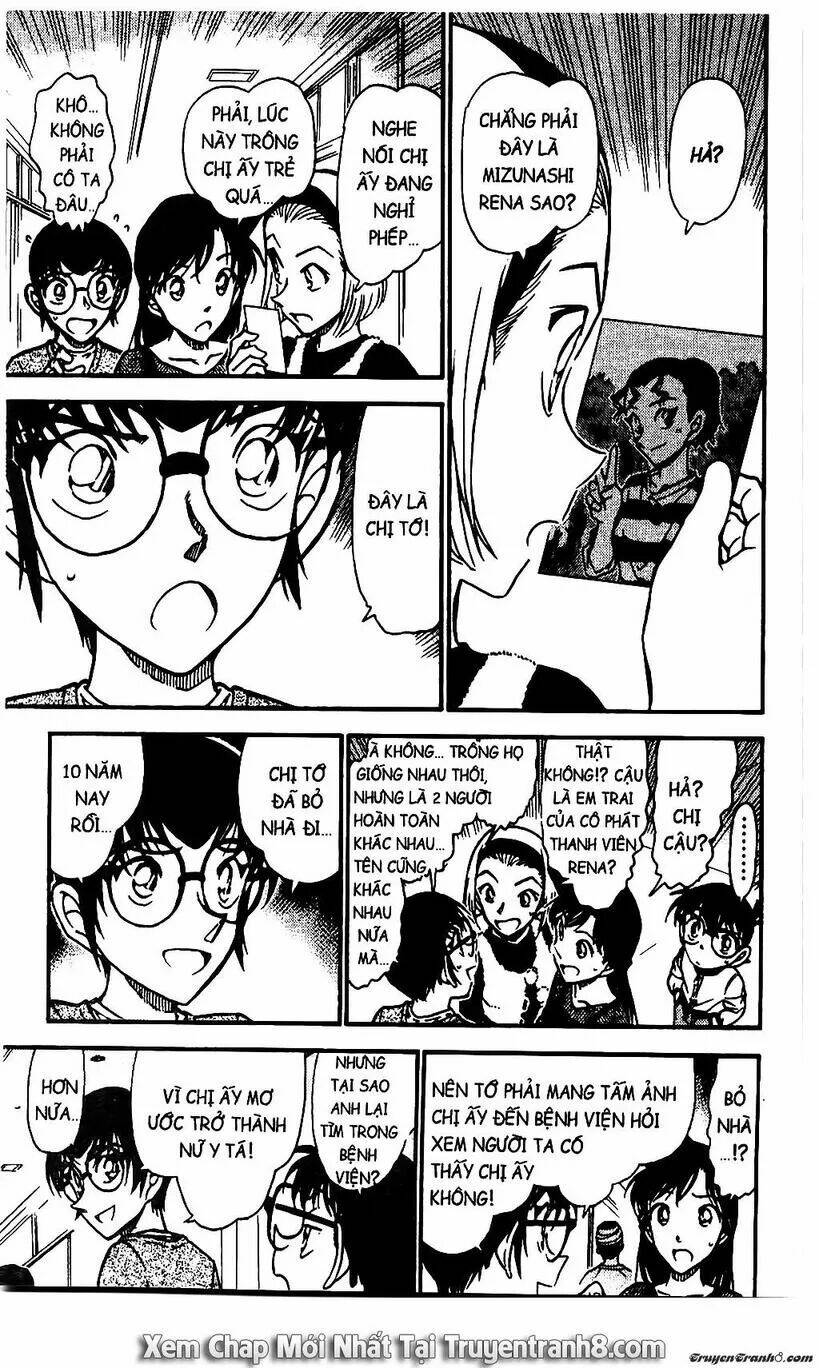 HẢ?
CHẲNG PHẢI
ĐÂY LÀ
MIZUNASHI
RENA SAO?
NGHE
NÓI CHỊ
ẤY ĐANG
NGHỈ
PHÉP...
PHẢI, LÚC
NÀY TRÔNG
CHỊ ẤY TRẺ
QUÁ...
KHÔ...
KHÔNG
PHẢI
CÔ TA
ĐÂU...
ĐÂY LÀ
CHỊ TỚ!
HẢ?
CHỊ
CẬU?
THẬT
KHÔNG!? CẬU
LÀ EM TRAI
CỦA CÔ PHÁT
THANH VIÊN
RENA?
À KHÔNG... TRÔNG HỌ
GIỐNG NHAU THÔI,
NHƯNG LÀ 2 NGƯỜI
HOÀN TOÀN
KHÁC NHAU...
TÊN CŨNG
KHÁC
NHAU
NỮA
MÀ...
CHỊ TỚ
ĐÃ BỎ
NHÀ ĐI...
10 NĂM
NAY
RỒI...
BỎ
NHÀ
...!?
NÊN TỚ PHẢI MANG TẤM ẢNH
CHỊ ẤY ĐẾN BỆNH VIỆN HỎI
XEM NGƯỜI TA CÓ
THẤY CHỊ ẤY
KHÔNG!
NHƯNG
TẠI SAO
ANH LẠI
TÌM TRONG
BỆNH
VIỆN?
VÌ CHỊ ẤY MƠ
ƯỚC TRỞ THÀNH
NỮ Y TÁ!
HƠN
NỮA...
Xem Chap Mới Nhất Tại Truyentranh8.com
TruyenTranh8.com